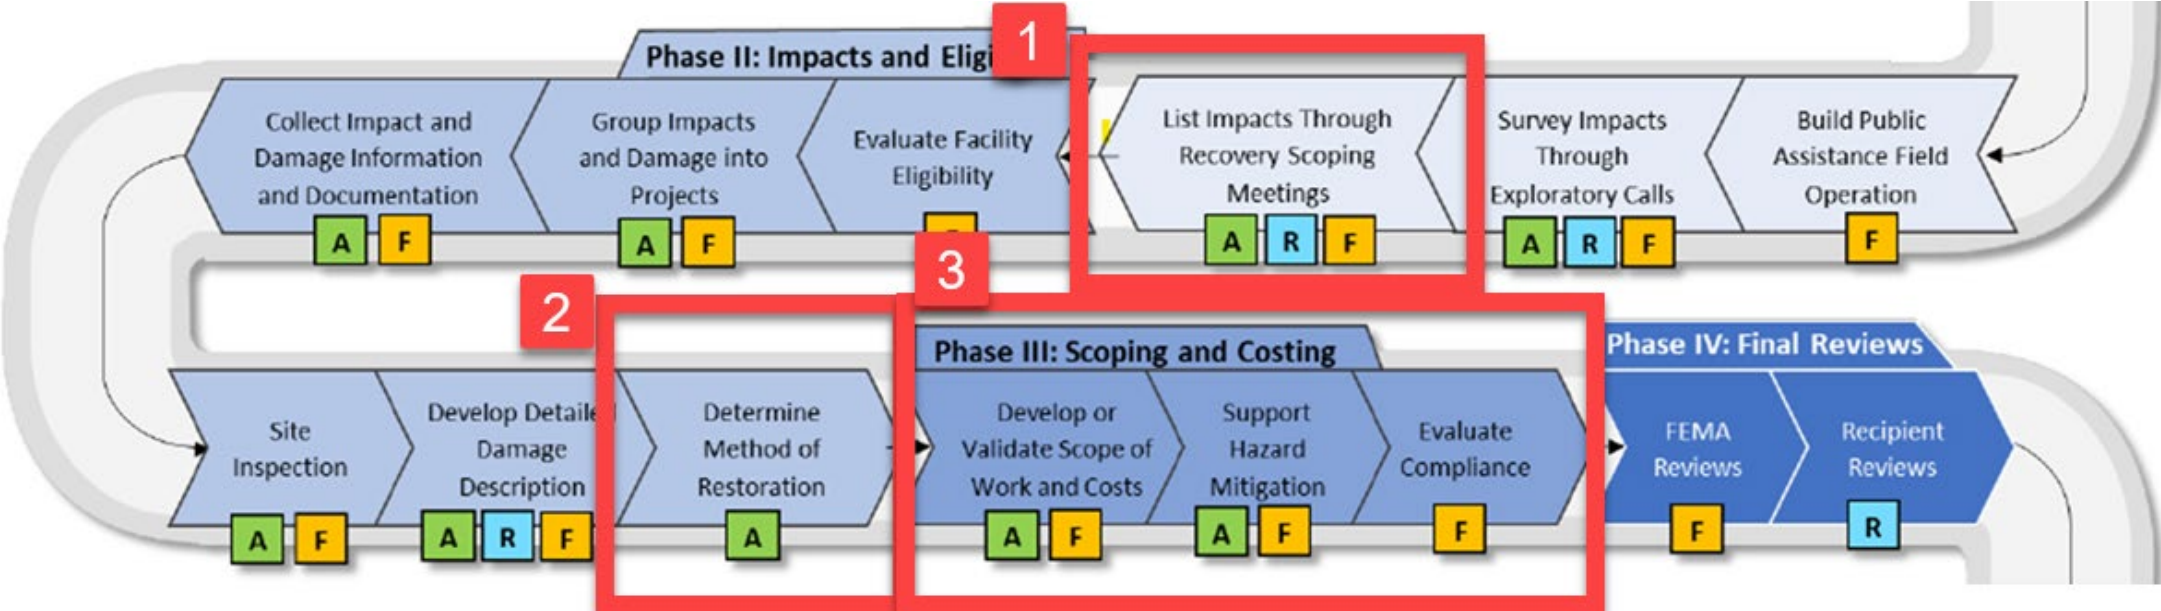 1
Phase II: Impacts and Eligi
Collect Impact and
Damage Information
and Documentation
A F
Group Impacts
and Damage into
Projects
A F
Evaluate Facility
Eligibility
List Impacts Through
Recovery Scoping
Meetings
A R F
Survey Impacts
Through
Exploratory Calls
A R F
Build Public
Assistance Field
Operation
F
2
3
Phase III: Scoping and Costing
Phase IV: Final Reviews
Site
Inspection
A F
Develop Detailed
Damage
Description
A R F
Determine
Method of
Restoration
A
Develop or
Validate Scope of
Work and Costs
A F
Support
Hazard
Mitigation
A F
Evaluate
Compliance
F
FEMA
Reviews
F
Recipient
Reviews
R